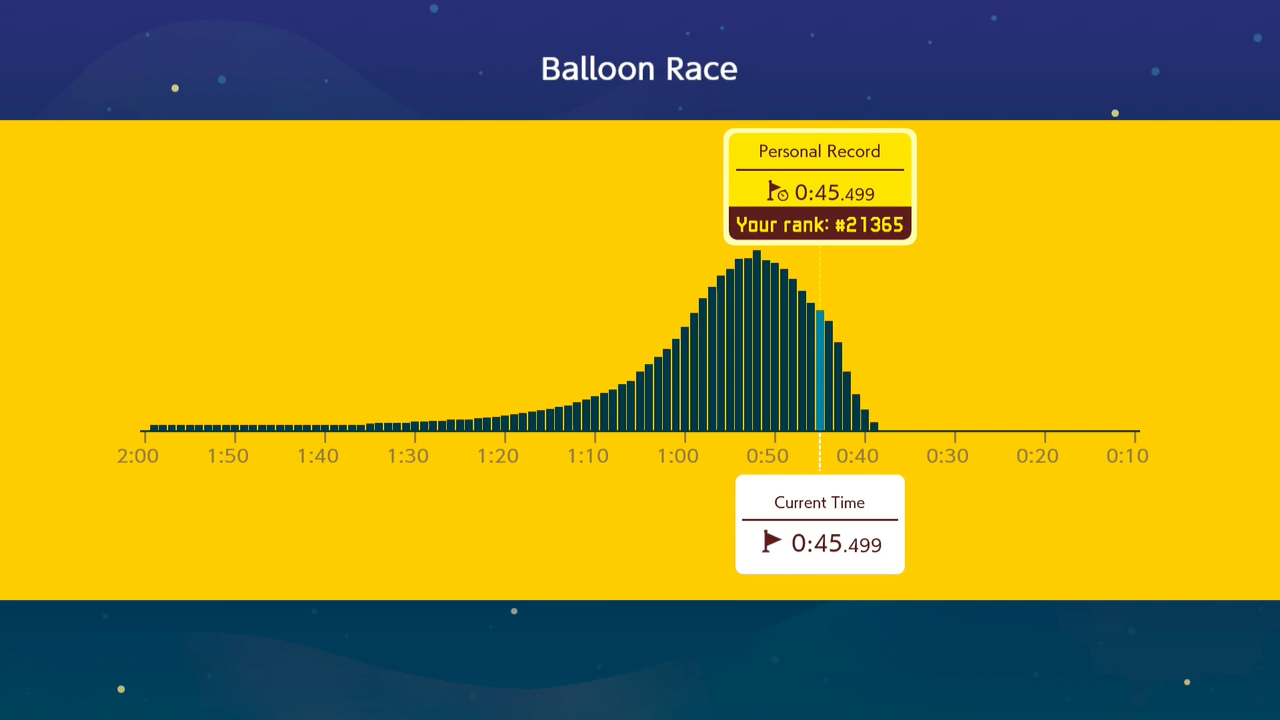 Balloon Race
Personal Record
0:45.499
Your rank: #21365
2:00 1:50 1:40 1:30 1:20 1:10 1:00 0:50 0:40 0:30 0:20 0:10
Current Time
0:45.499